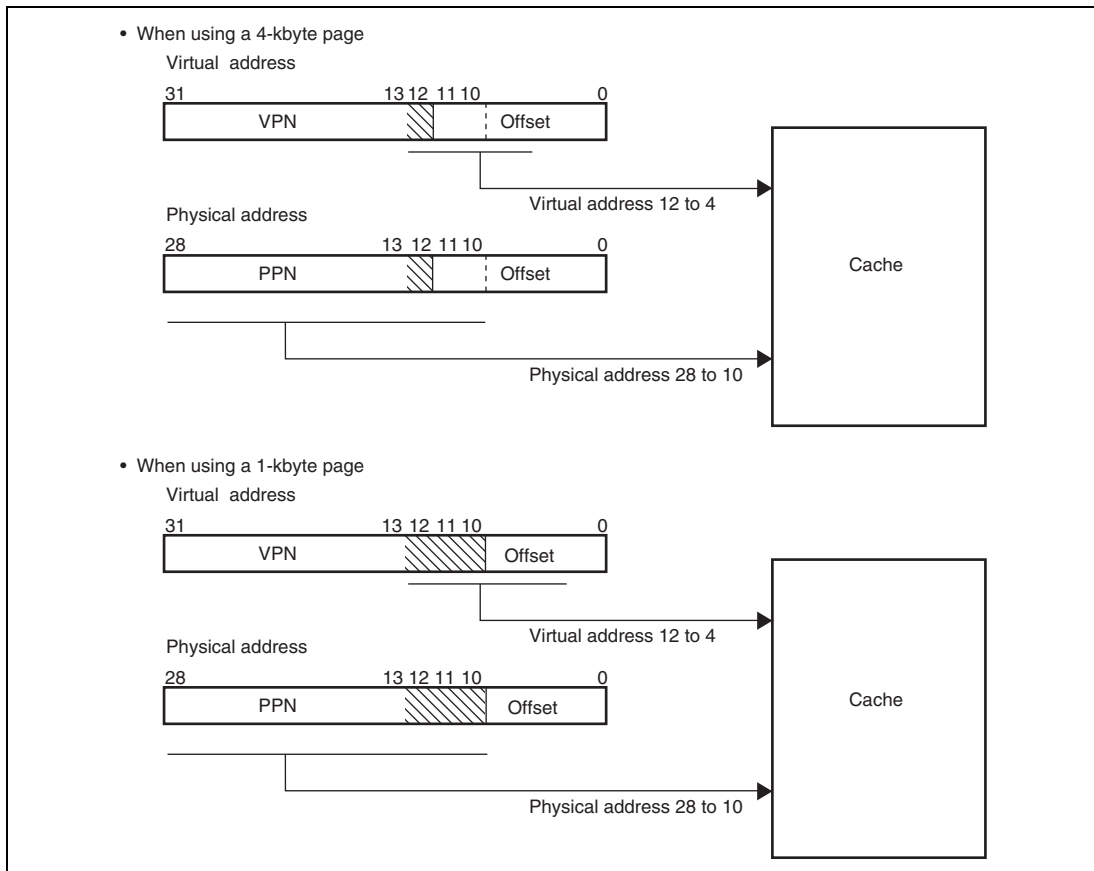 • When using a 4-kbyte page
Virtual address
31 13 12 11 10 0
VPN Offset
Virtual address 12 to 4
Physical address
28 13 12 11 10 0
PPN Offset
Physical address 28 to 10
Cache
• When using a 1-kbyte page
Virtual address
31 13 12 11 10 0
VPN Offset
Virtual address 12 to 4
Physical address
28 13 12 11 10 0
PPN Offset
Physical address 28 to 10
Cache